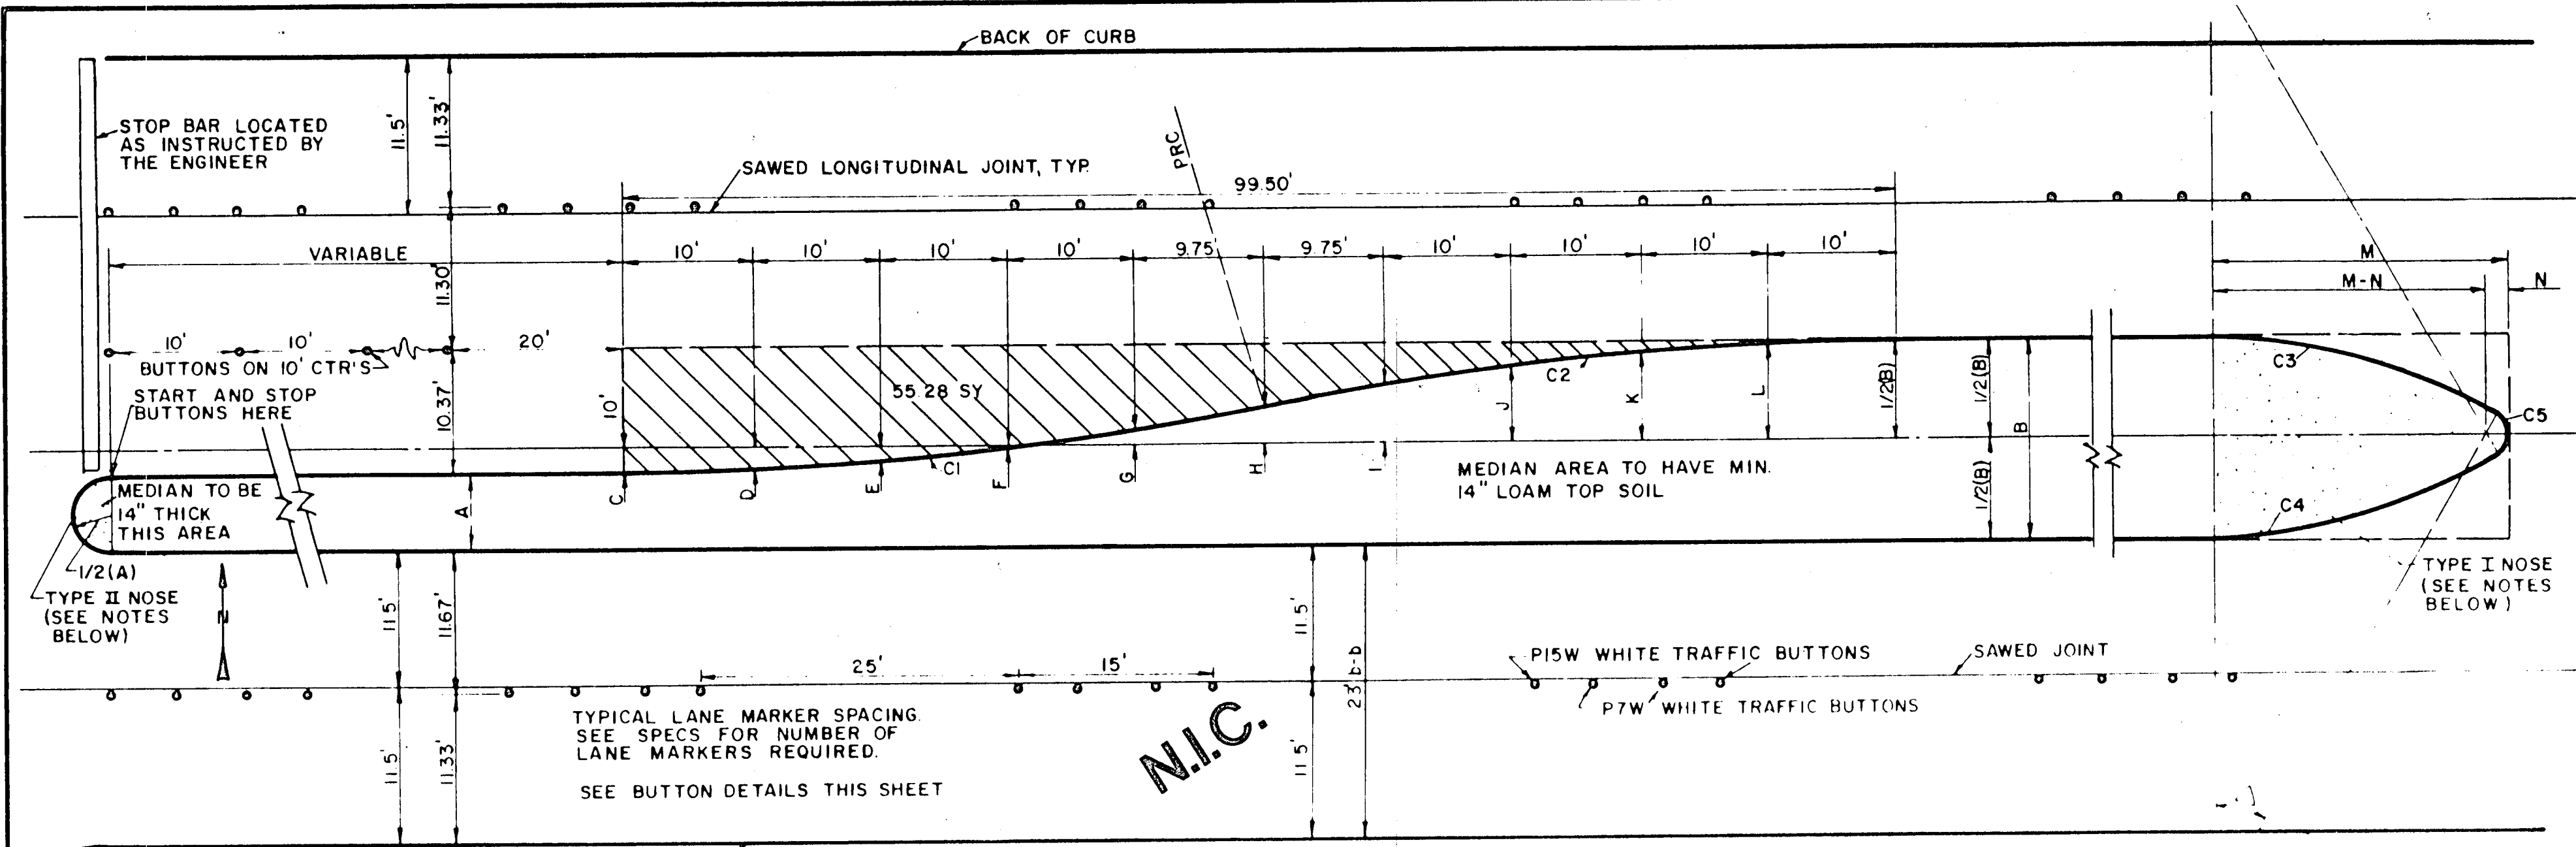 BACK OF CURB
STOP BAR LOCATED
AS INSTRUCTED BY
THE ENGINEER
11.5'
11.33'
SAWED LONGITUDINAL JOINT, TYP.
PRC
99.50'
VARIABLE
11.30'
10'
10'
10'
10'
9.75'
9.75'
10'
10'
10'
10'
M
M-N
N
10'
10'
20'
BUTTONS ON 10' CTR'S
START AND STOP
BUTTONS HERE
10.37'
10'
55.28 SY
C1
C2
C3
C4
C5
MEDIAN TO BE
14" THICK
THIS AREA
A
C
D
E
F
G
H
I
J
K
L
1/2(B)
1/2(B)
1/2(B)
B
MEDIAN AREA TO HAVE MIN.
14" LOAM TOP SOIL
1/2(A)
TYPE II NOSE
(SEE NOTES
BELOW)
N
TYPE I NOSE
(SEE NOTES
BELOW)
11.5'
11.67'
11.5'
23' b-b
25'
15'
P15W WHITE TRAFFIC BUTTONS
SAWED JOINT
P7W WHITE TRAFFIC BUTTONS
11.5'
11.33'
TYPICAL LANE MARKER SPACING.
SEE SPECS FOR NUMBER OF
LANE MARKERS REQUIRED.
SEE BUTTON DETAILS THIS SHEET
N.I.C.
11.5'